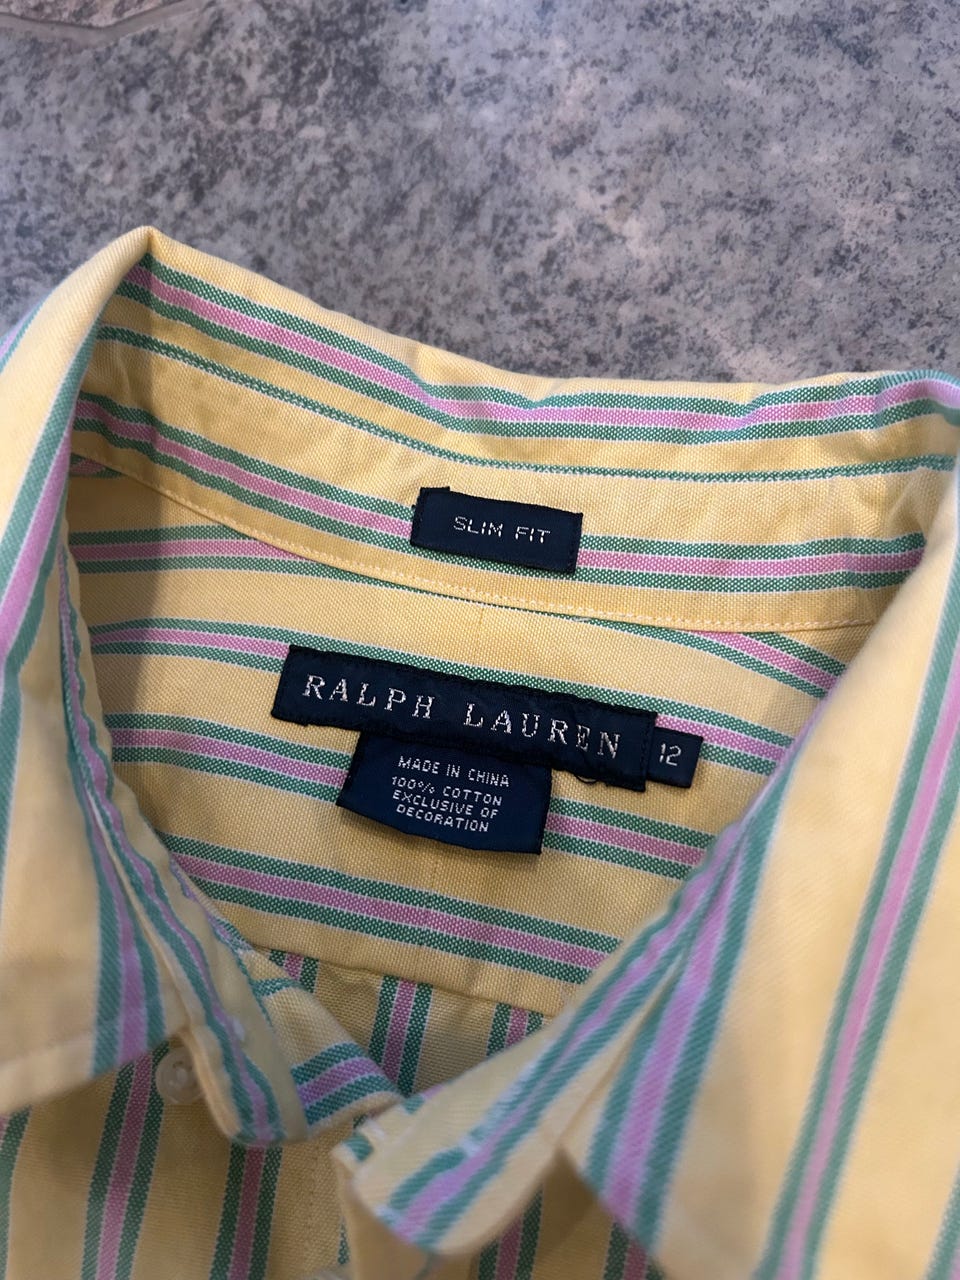 SLIM FIT
RALPH LAUREN
12
MADE IN CHINA
100% COTTON
EXCLUSIVE OF
DECORATION